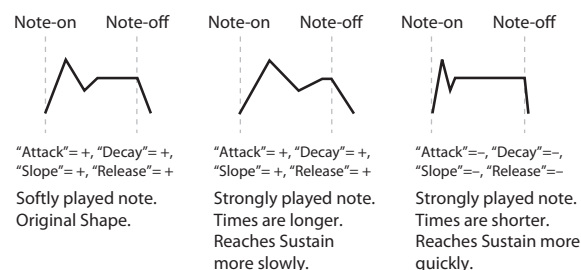 Note-on Note-off
"Attack"= +, "Decay"= +,
"Slope"= +, "Release"= +
Softly played note.
Original Shape.
Note-on Note-off
"Attack"= +, "Decay"= +,
"Slope"= +, "Release"= +
Strongly played note.
Times are longer.
Reaches Sustain
more slowly.
Note-on Note-off
"Attack"=–, "Decay"=–,
"Slope"=–, "Release"=–
Strongly played note.
Times are shorter.
Reaches Sustain more
quickly.